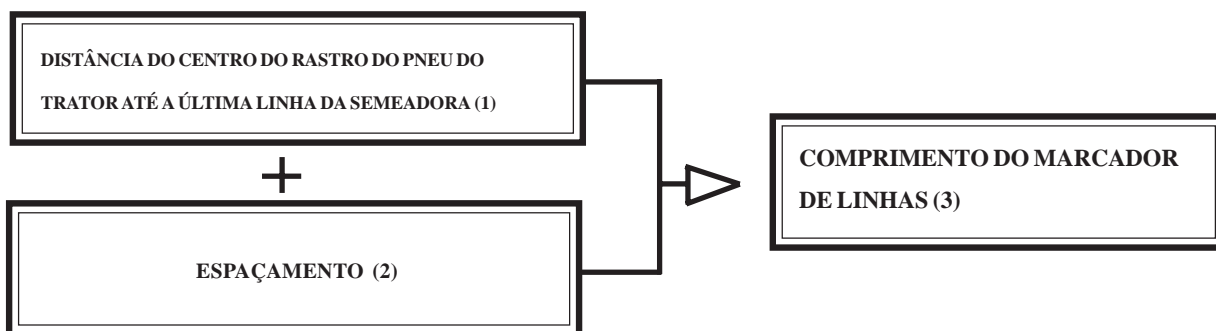 DISTÂNCIA DO CENTRO DO RASTRO DO PNEU DO
TRATOR ATÉ A ÚLTIMA LINHA DA SEMEADORA (1)
+
ESPAÇAMENTO (2)
COMPRIMENTO DO MARCADOR
DE LINHAS (3)